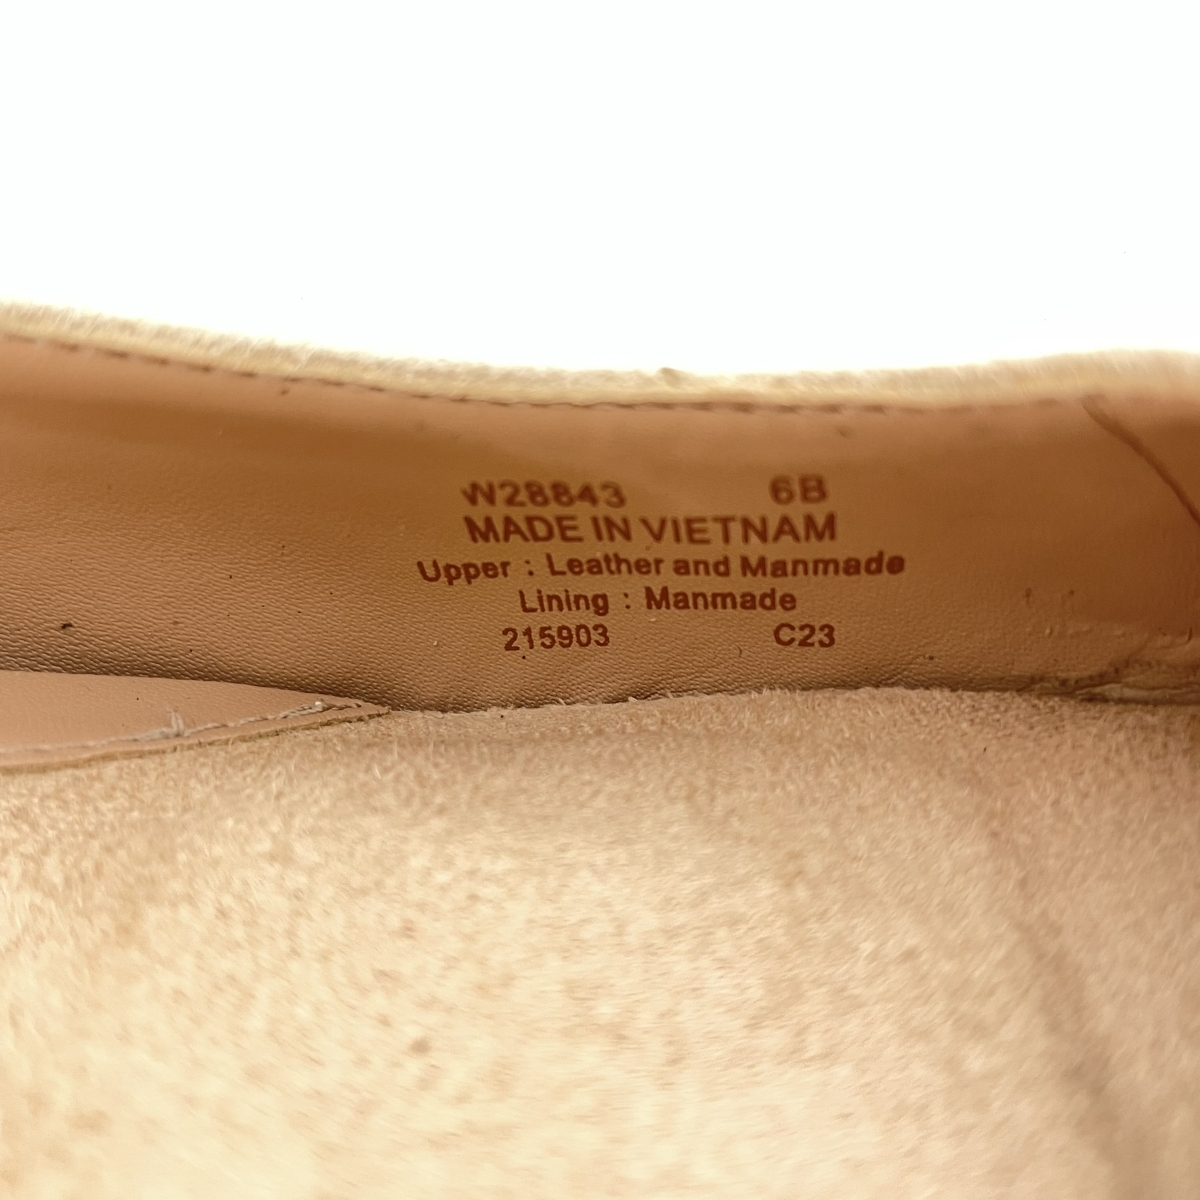 W28843 6B
MADE IN VIETNAM
Upper : Leather and Manmade
Lining : Manmade
215903 C23